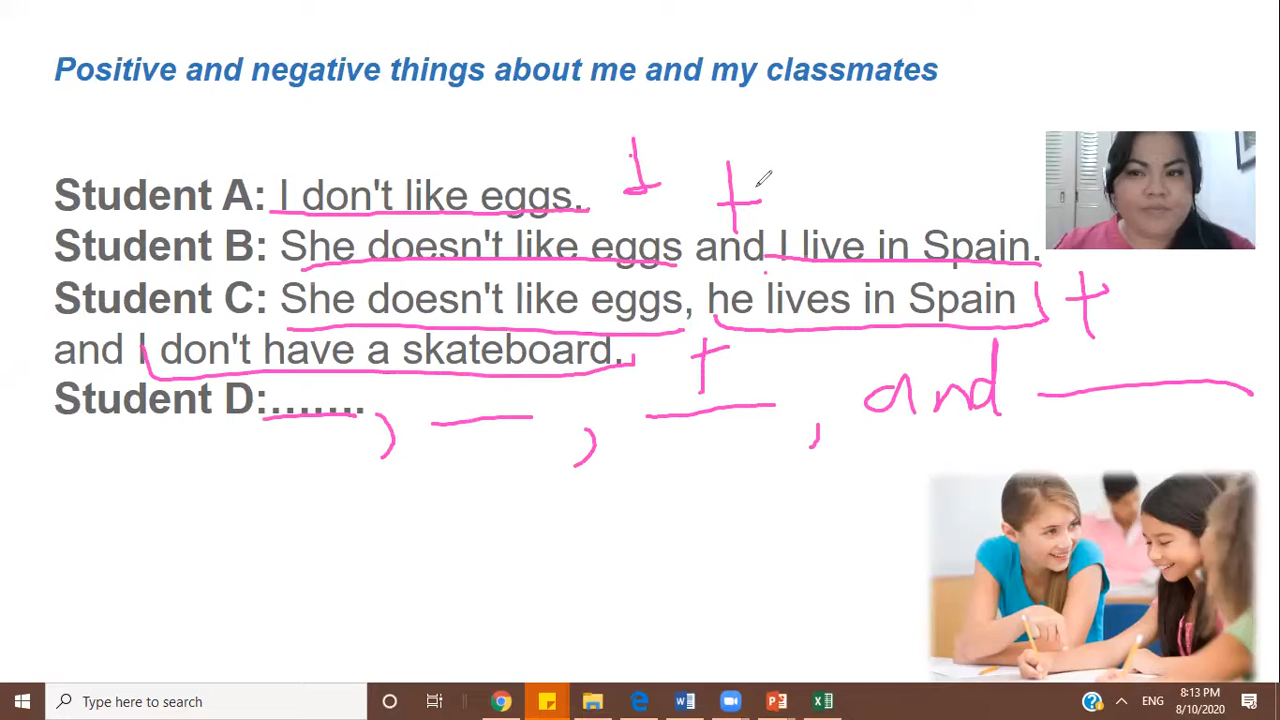 Positive and negative things about me and my classmates
Student A: I don't like eggs. +
+
Student B: She doesn't like eggs and I live in Spain.
Student C: She doesn't like eggs, he lives in Spain +
and I don't have a skateboard. +
Student D:……. , , , and
Type here to search
ENG
8:13 PM
8/10/2020